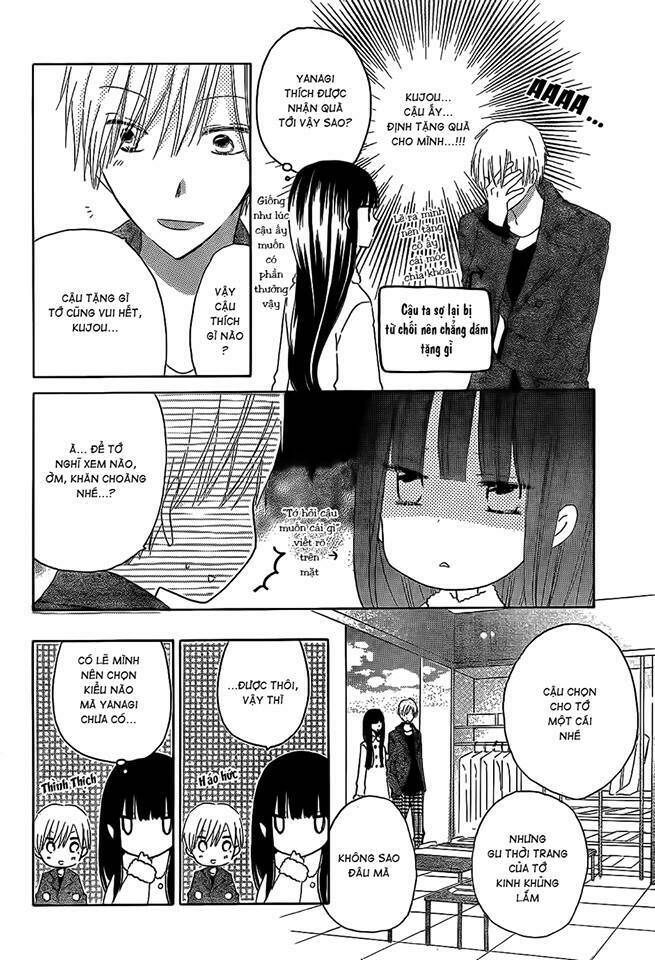 AAAA...
KUJOU...
CẬU ẤY...
ĐỊNH TẶNG QUÀ
CHO MÌNH...!!!
Lẽ ra mình
nên tặng
cô ấy
cái móc
chìa khóa...
Cậu ta sợ lại bị
từ chối nên chẳng dám
tặng gì
YANAGI
THÍCH ĐƯỢC
NHẬN QUÀ
TỚI VẬY SAO?
Giống
như lúc
cậu ấy
muốn
có
phần
thưởng
vậy
VẬY
CẬU
THÍCH
GÌ NÀO
?
CẬU TẶNG GÌ
TỚ CŨNG VUI HẾT,
KUJOU...
"Tớ hỏi cậu
muốn cái gì"
viết rõ
trên
mặt
À... ĐỂ TỚ
NGHĨ XEM NÀO,
ỜM, KHĂN CHOÀNG
NHÉ...?
CẬU CHỌN
CHO TỚ
MỘT CÁI
NHÉ
NHƯNG
GU THỜI TRANG
CỦA TỚ
KINH KHỦNG
LẮM
KHÔNG SAO
ĐÂU MÀ
...ĐƯỢC THÔI,
VẬY THÌ
Háo hức
CÓ LẼ MÌNH
NÊN CHỌN
KIỂU NÀO
MÀ YANAGI
CHƯA CÓ...
Thình Thịch